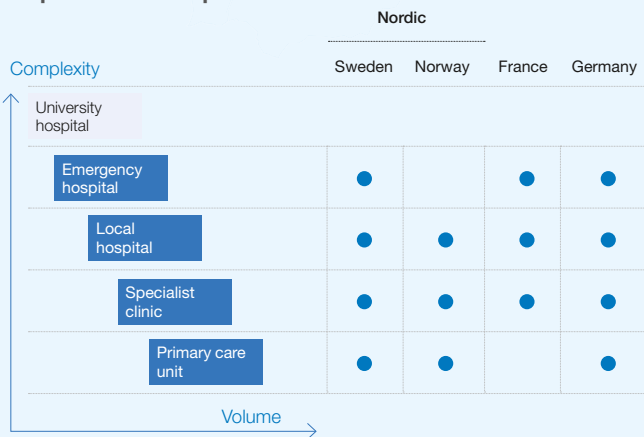 Nordic
Complexity
Sweden Norway France Germany
University
hospital
Emergency
hospital
Local
hospital
Specialist
clinic
Primary care
unit
Volume